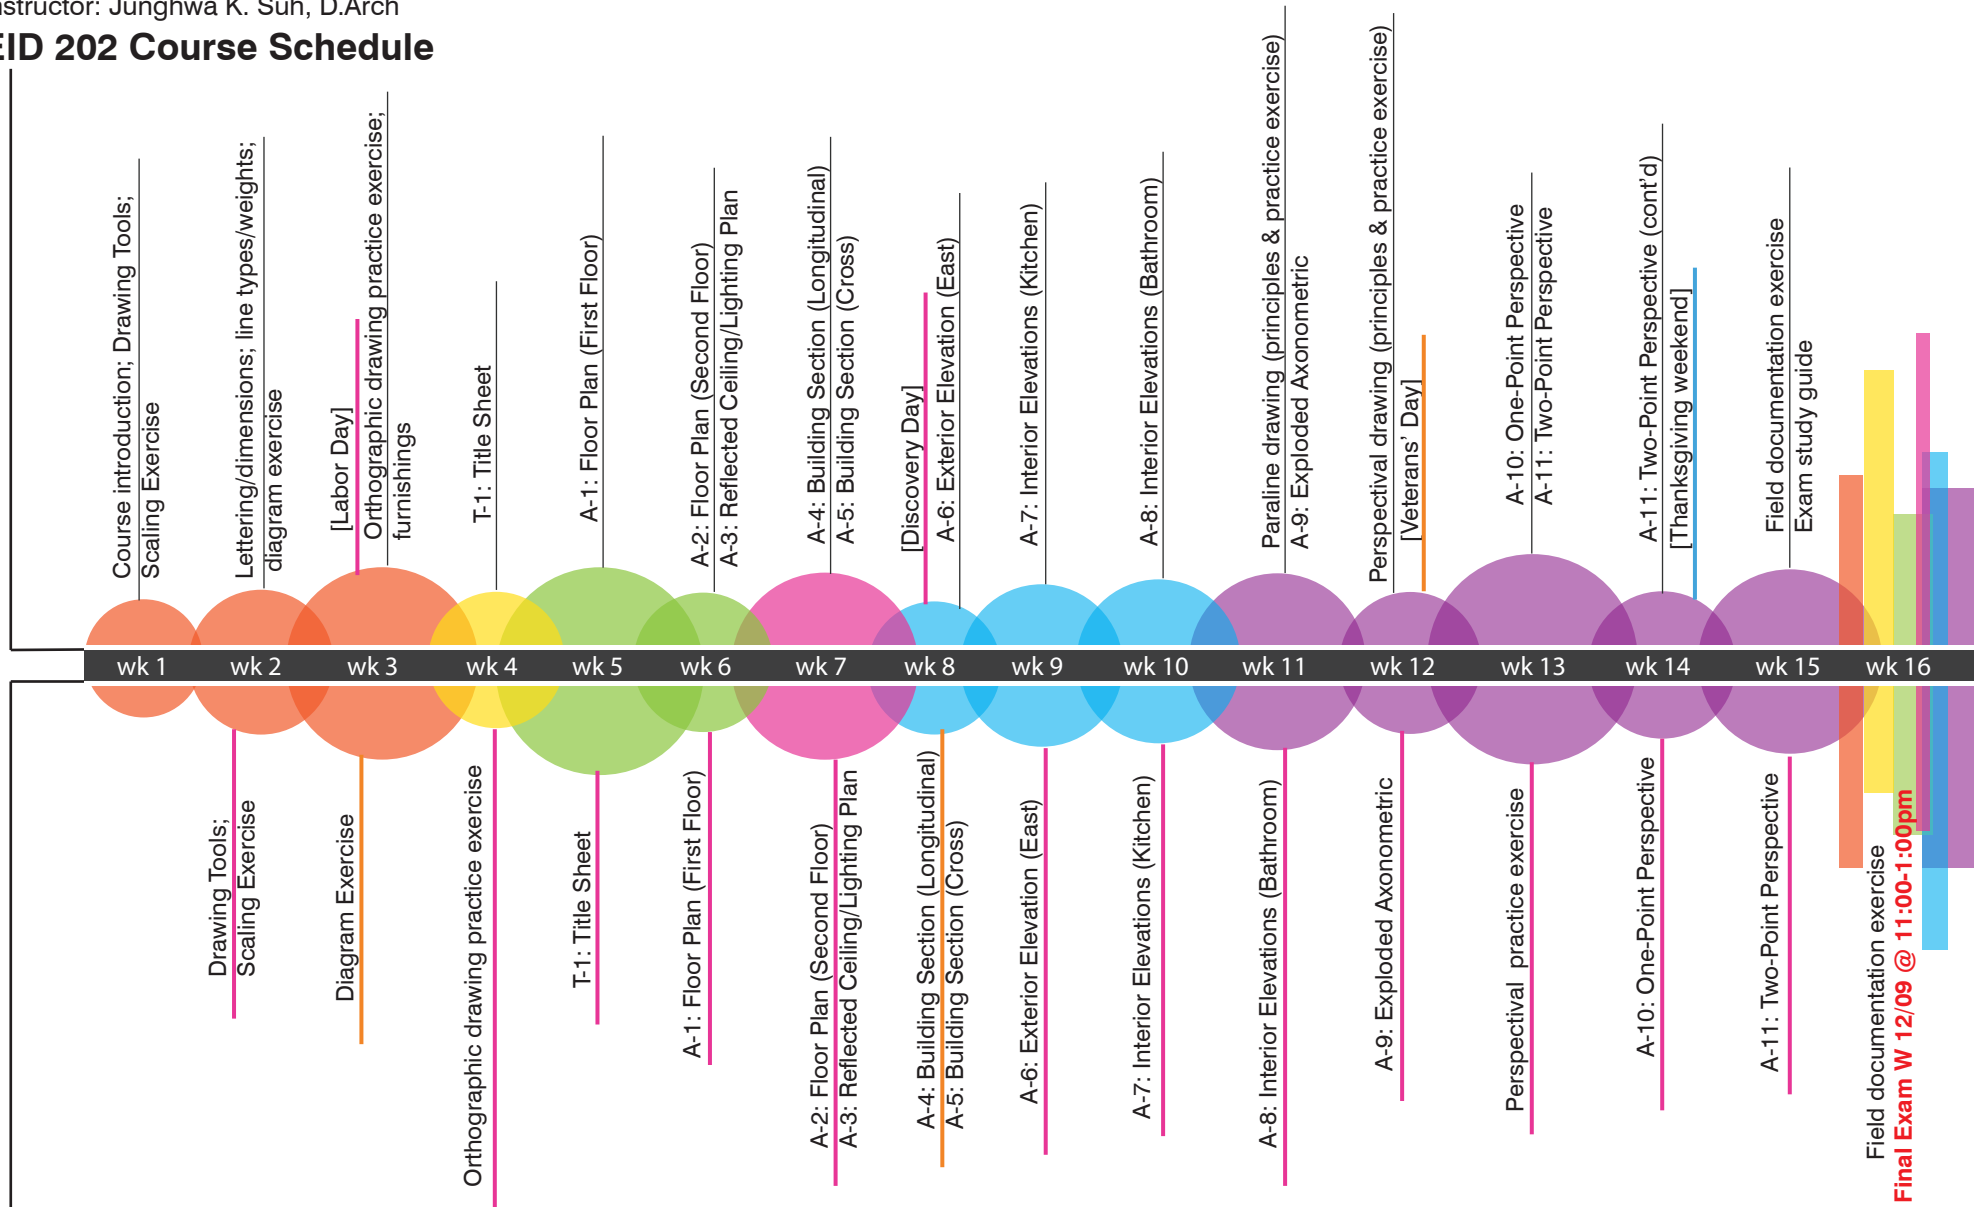 nstructor: Junghwa K. Suh, D.Arch
EID 202 Course Schedule
Course introduction; Drawing Tools;
Scaling Exercise
Lettering/dimensions; line types/weights;
diagram exercise
[Labor Day]
Orthographic drawing practice exercise;
furnishings
T-1: Title Sheet
A-1: Floor Plan (First Floor)
A-2: Floor Plan (Second Floor)
A-3: Reflected Ceiling/Lighting Plan
A-4: Building Section (Longitudinal)
A-5: Building Section (Cross)
[Discovery Day]
A-6: Exterior Elevation (East)
A-7: Interior Elevations (Kitchen)
A-8: Interior Elevations (Bathroom)
Paraline drawing (principles & practice exercise)
A-9: Exploded Axonometric
Perspectival drawing (principles & practice exercise)
[Veterans' Day]
A-10: One-Point Perspective
A-11: Two-Point Perspective
A-11: Two-Point Perspective (cont'd)
[Thanksgiving weekend]
Field documentation exercise
Exam study guide
wk 1
wk 2
wk 3
wk 4
wk 5
wk 6
wk 7
wk 8
wk 9
wk 10
wk 11
wk 12
wk 13
wk 14
wk 15
wk 16
Drawing Tools;
Scaling Exercise
Diagram Exercise
Orthographic drawing practice exercise
T-1: Title Sheet
A-1: Floor Plan (First Floor)
A-2: Floor Plan (Second Floor)
A-3: Reflected Ceiling/Lighting Plan
A-4: Building Section (Longitudinal)
A-5: Building Section (Cross)
A-6: Exterior Elevation (East)
A-7: Interior Elevations (Kitchen)
A-8: Interior Elevations (Bathroom)
A-9: Exploded Axonometric
Perspectival practice exercise
A-10: One-Point Perspective
A-11: Two-Point Perspective
Field documentation exercise
Final Exam W 12/09 @ 11:00-1:00pm